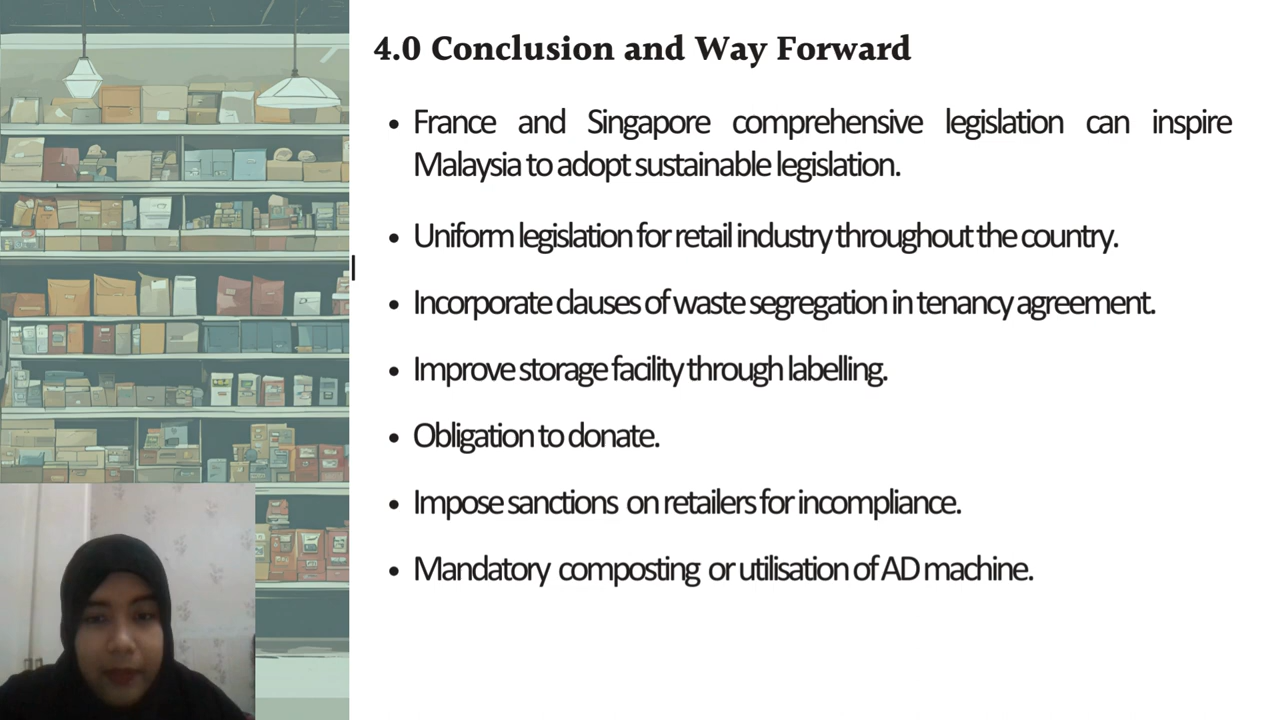 4.0 Conclusion and Way Forward
• France and Singapore comprehensive legislation can inspire
Malaysia to adopt sustainable legislation.
• Uniform legislation for retail industry throughout the country.
• Incorporate clauses of waste segregation in tenancy agreement.
• Improve storage facility through labelling.
• Obligation to donate.
• Impose sanctions on retailers for incompliance.
• Mandatory composting or utilisation of AD machine.